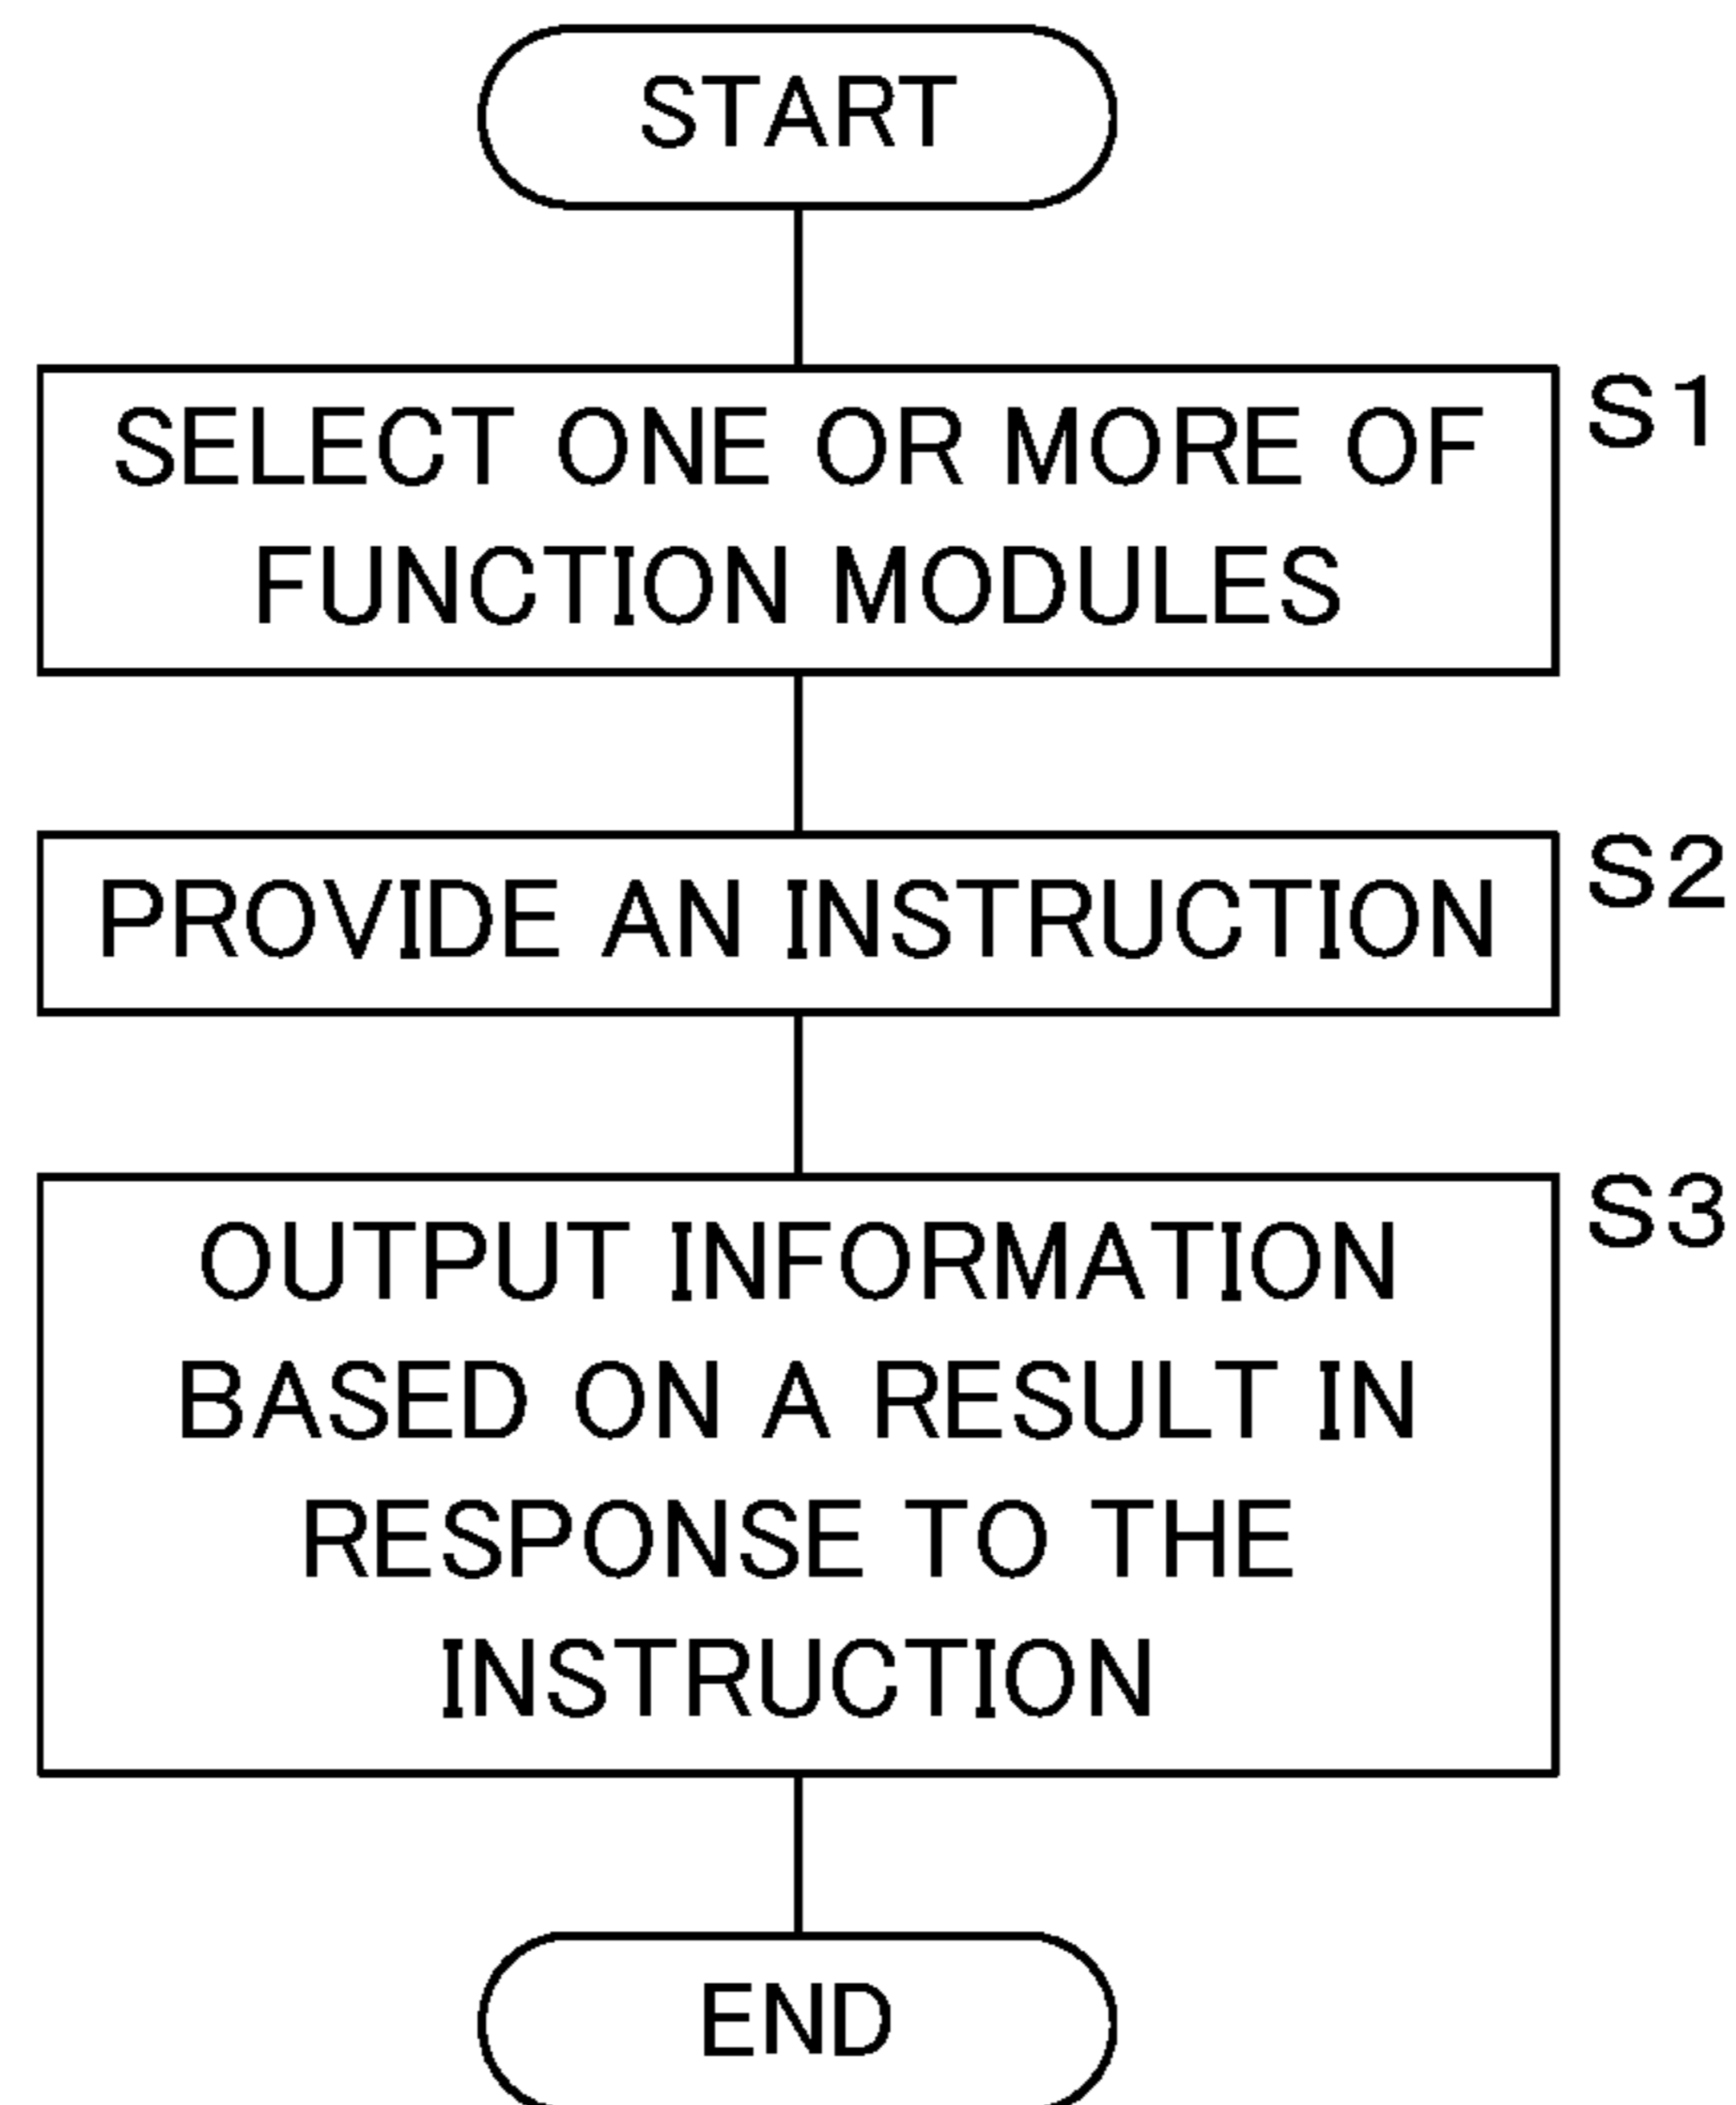 START
SELECT ONE OR MORE OF
FUNCTION MODULES
S1
PROVIDE AN INSTRUCTION
S2
OUTPUT INFORMATION
BASED ON A RESULT IN
RESPONSE TO THE
INSTRUCTION
S3
END